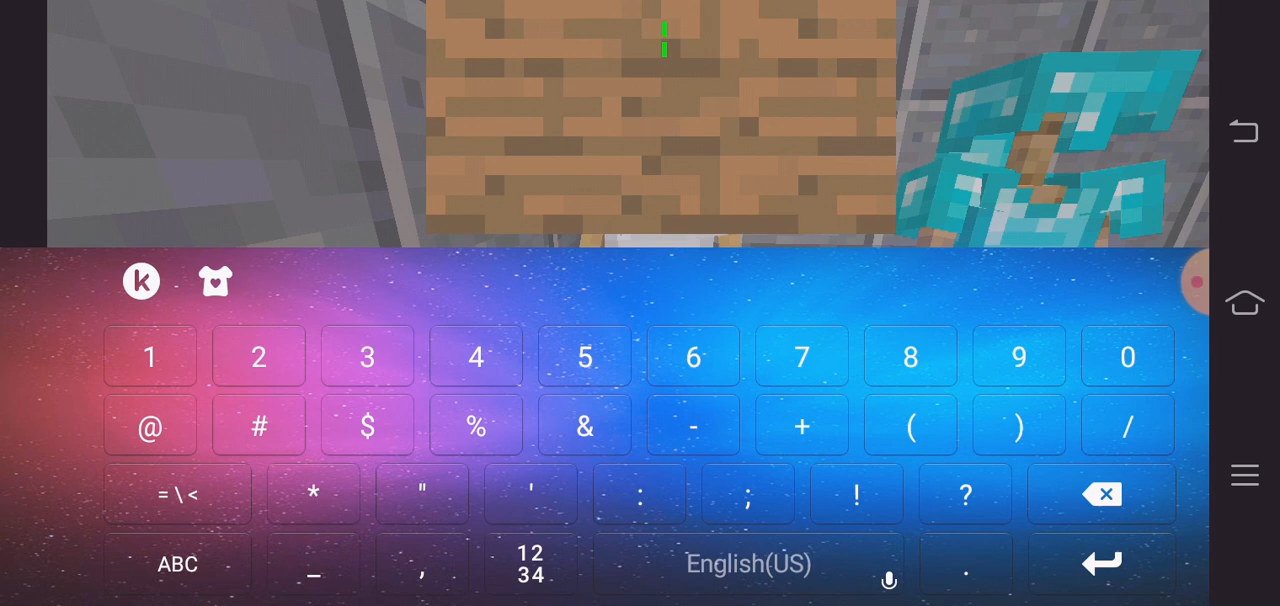 k
1 2 3 4 5 6 7 8 9 0
@ # $ % & - + ( ) /
= \ < * " ' : ; ! ?
ABC _ , 12 34 English(US) .